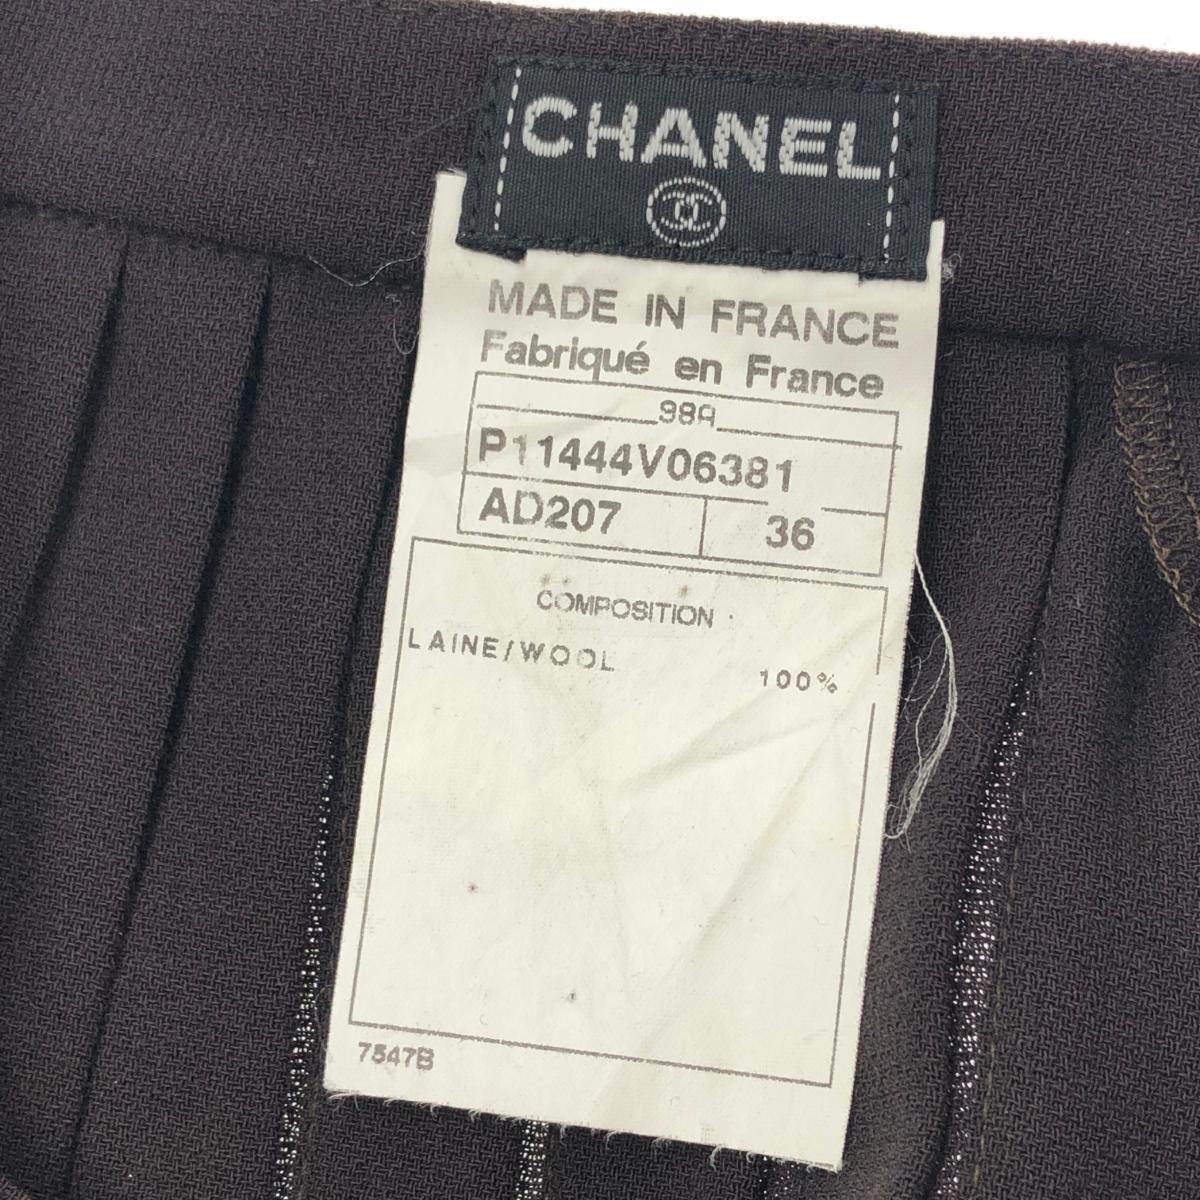 CHANEL
MADE IN FRANCE
Fabriqué en France
98A
P11444V06381
AD207 36
COMPOSITION
LAINE/WOOL 100%
7547B